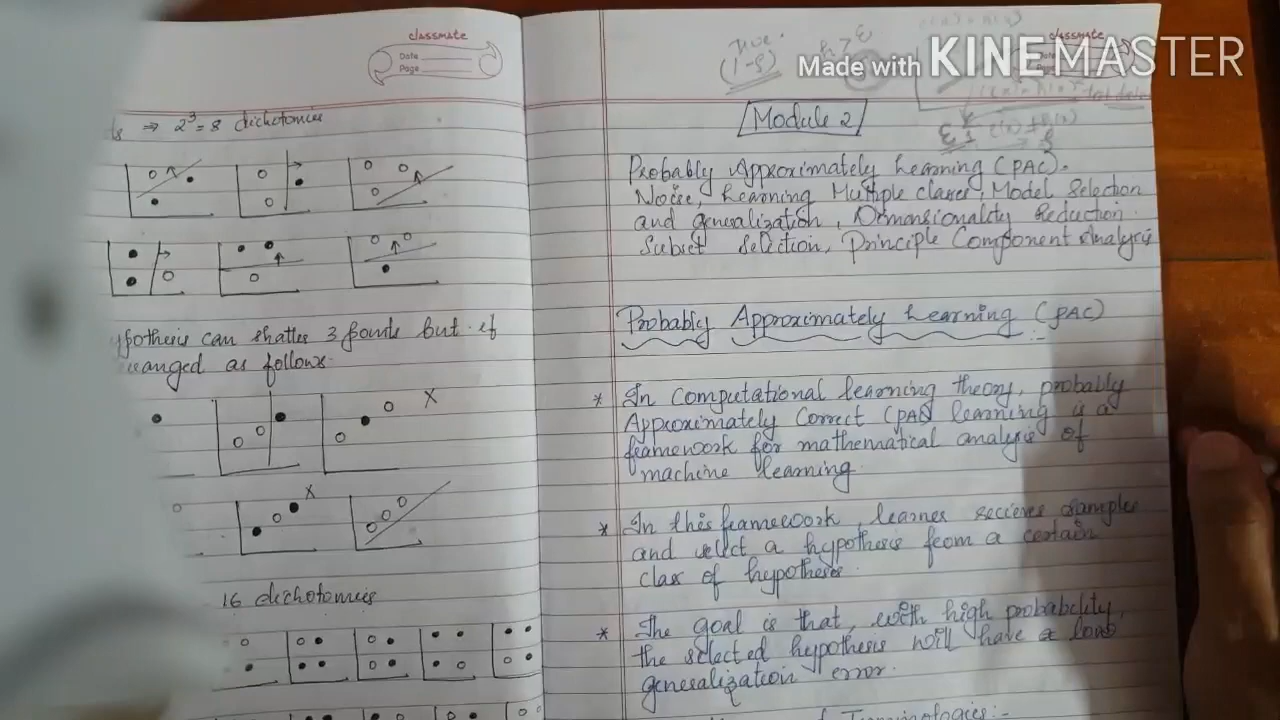 classmate
Date
Page
⇒ 2³ = 8 dichotomies
can shatter 3 points but if
as follows
X
X
16 dichotomies
Made with KINEMASTER
classmate
(1-δ)
Module 2
Probably Approximately Learning (PAC).
Noise, Learning Multiple classes, Model Selection
and generalization, Dimensionality Reduction
Subset selection, Principle Component Analysis
Probably Approximately Learning (PAC) :-
* In computational learning theory, probably
Approximately Correct (PAC) learning is a
framework for mathematical analysis of
machine learning.
* In this framework, learner recieves samples
and select a hypothesis from a certain
class of hypotheses.
* The goal is that, with high probability,
the selected hypothesis will have a low
generalization error.
Terminologies:-